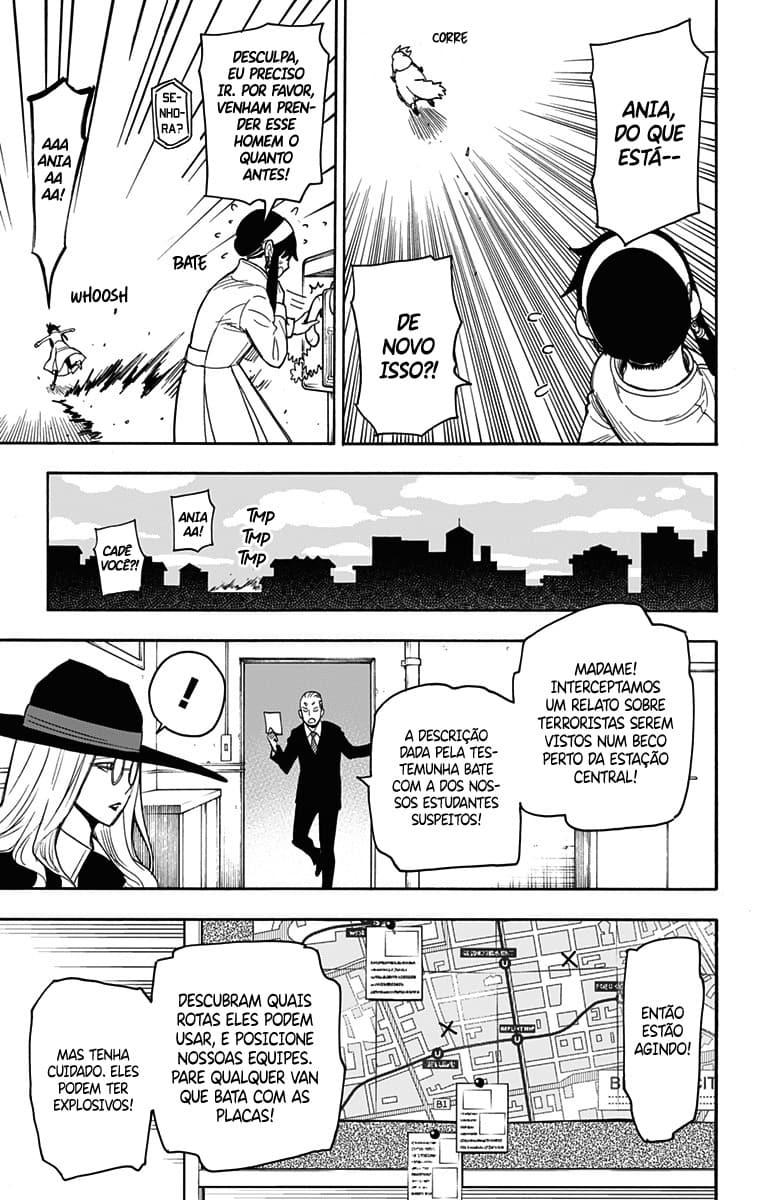 ANIA,
DO QUE
ESTÁ--
CORRE
DE
NOVO
ISSO?!
DESCULPA,
EU PRECISO
IR. POR FAVOR,
VENHAM PREN-
DER ESSE
HOMEM O
QUANTO
ANTES!
SE-
NHO-
RA?
BATE
AAA
ANIA
AA
AA!
WHOOSH
TMP
TMP
TMP
ANIA
AA!
CADÊ
VOCÊ?!
MADAME!
INTERCEPTAMOS
UM RELATO SOBRE
TERRORISTAS SEREM
VISTOS NUM BECO
PERTO DA ESTAÇÃO
CENTRAL!
A DESCRIÇÃO
DADA PELA TES-
TEMUNHA BATE
COM A DOS NOS-
SOS ESTUDANTES
SUSPEITOS!
!
ENTÃO
ESTÃO
AGINDO!
DESCUBRAM QUAIS
ROTAS ELES PODEM
USAR, E POSICIONE
NOSSOAS EQUIPES.
PARE QUALQUER VAN
QUE BATA COM AS
PLACAS!
MAS TENHA
CUIDADO. ELES
PODEM TER
EXPLOSIVOS!